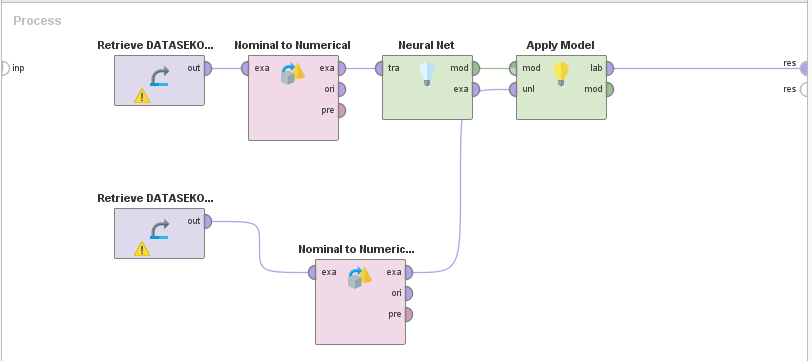 Process
Retrieve DATASEKO...
Nominal to Numerical
Neural Net
Apply Model
inp
out
exa
exa
ori
pre
tra
mod
exa
mod
unl
lab
mod
res
res
Retrieve DATASEKO...
out
Nominal to Numeric...
exa
exa
ori
pre